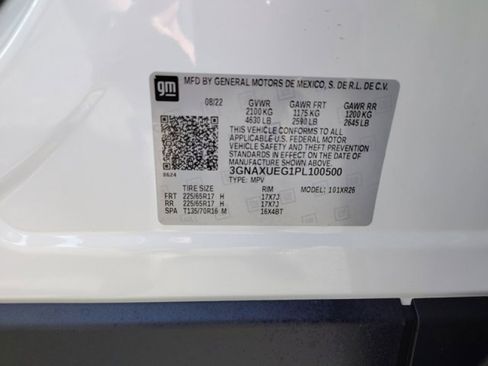 gm
MFD BY GENERAL MOTORS DE MEXICO, S. DE R.L. DE C.V.
08/22 GVWR GAWR FRT GAWR RR
2100 KG 1175 KG 1200 KG
4630 LB 2590 LB 2645 LB
THIS VEHICLE CONFORMS TO ALL
APPLICABLE U.S. FEDERAL MOTOR
VEHICLE SAFETY AND THEFT PREVENTION
STANDARDS IN EFFECT ON THE DATE OF
MANUFACTURE SHOWN ABOVE.
3GNAXUEG1PL100500
TYPE: MPV
8624
TIRE SIZE RIM MODEL: 101XR26
FRT 225/65R17 H 17X7J
RR 225/65R17 H 17X7J
SPA T135/70R16 M 16X4BT